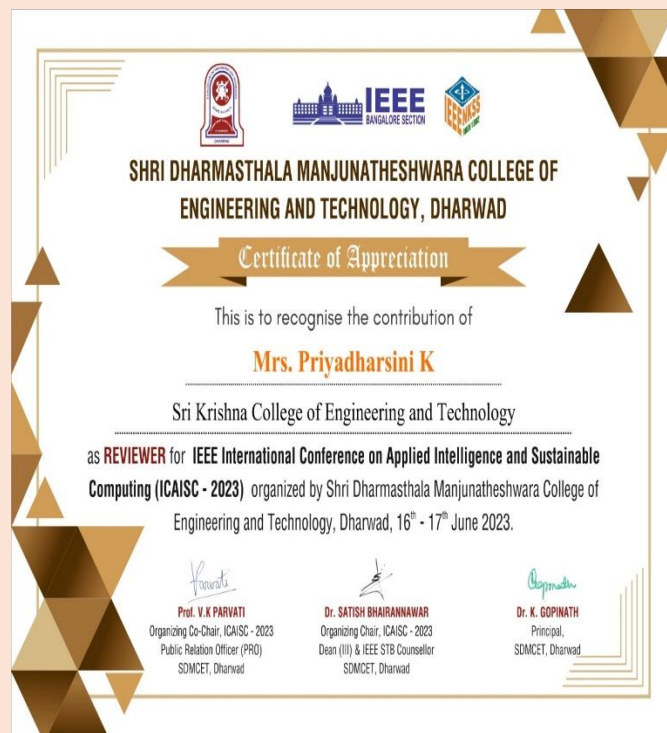 IEEE
BANGALORE SECTION
IEEENKSS
SHRI DHARMASTHALA MANJUNATHESHWARA COLLEGE OF
ENGINEERING AND TECHNOLOGY, DHARWAD
Certificate of Appreciation
This is to recognise the contribution of
Mrs. Priyadharsini K
Sri Krishna College of Engineering and Technology
as REVIEWER for IEEE International Conference on Applied Intelligence and Sustainable
Computing (ICAISC - 2023) organized by Shri Dharmasthala Manjunatheshwara College of
Engineering and Technology, Dharwad, 16th - 17th June 2023.
Prof. V.K PARVATI
Organizing Co-Chair, ICAISC - 2023
Public Relation Officer (PRO)
SDMCET, Dharwad
Dr. SATISH BHAIRANNAWAR
Organizing Chair, ICAISC - 2023
Dean (III) & IEEE STB Counsellor
SDMCET, Dharwad
Dr. K. GOPINATH
Principal,
SDMCET, Dharwad